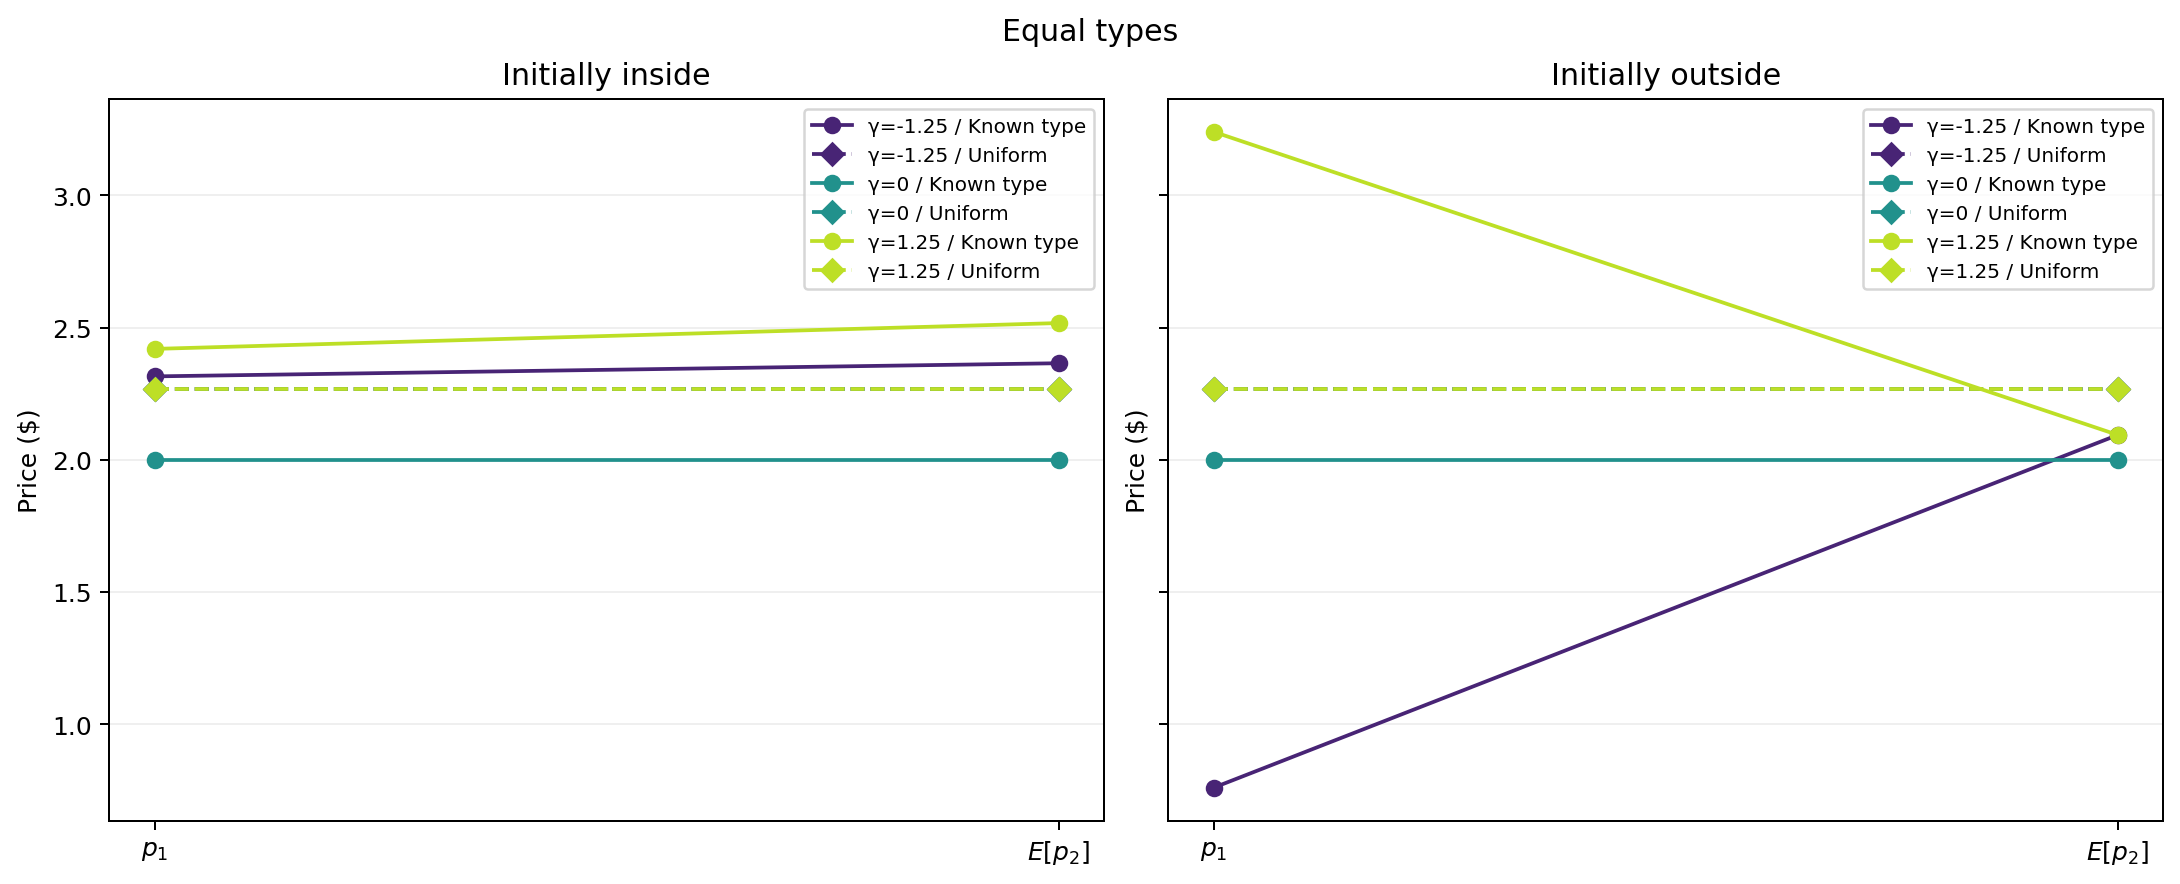 Equal types
Initially inside
γ=-1.25 / Known type
γ=-1.25 / Uniform
γ=0 / Known type
γ=0 / Uniform
γ=1.25 / Known type
γ=1.25 / Uniform
Price ($)
3.0
2.5
2.0
1.5
1.0
p₁
E[p₂]
Initially outside
γ=-1.25 / Known type
γ=-1.25 / Uniform
γ=0 / Known type
γ=0 / Uniform
γ=1.25 / Known type
γ=1.25 / Uniform
Price ($)
p₁
E[p₂]